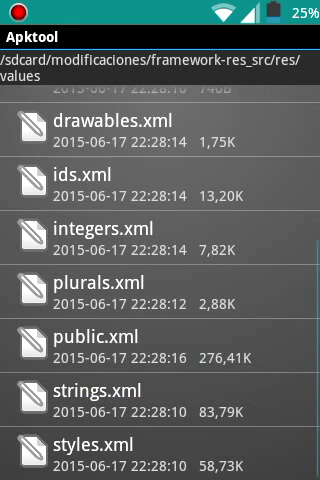 25%
Apktool
/sdcard/modificaciones/framework-res_src/res/
values
drawables.xml
2015-06-17 22:28:14 1,75K
ids.xml
2015-06-17 22:28:14 13,20K
integers.xml
2015-06-17 22:28:14 7,82K
plurals.xml
2015-06-17 22:28:12 2,88K
public.xml
2015-06-17 22:28:16 276,41K
strings.xml
2015-06-17 22:28:10 83,79K
styles.xml
2015-06-17 22:28:10 58,73K